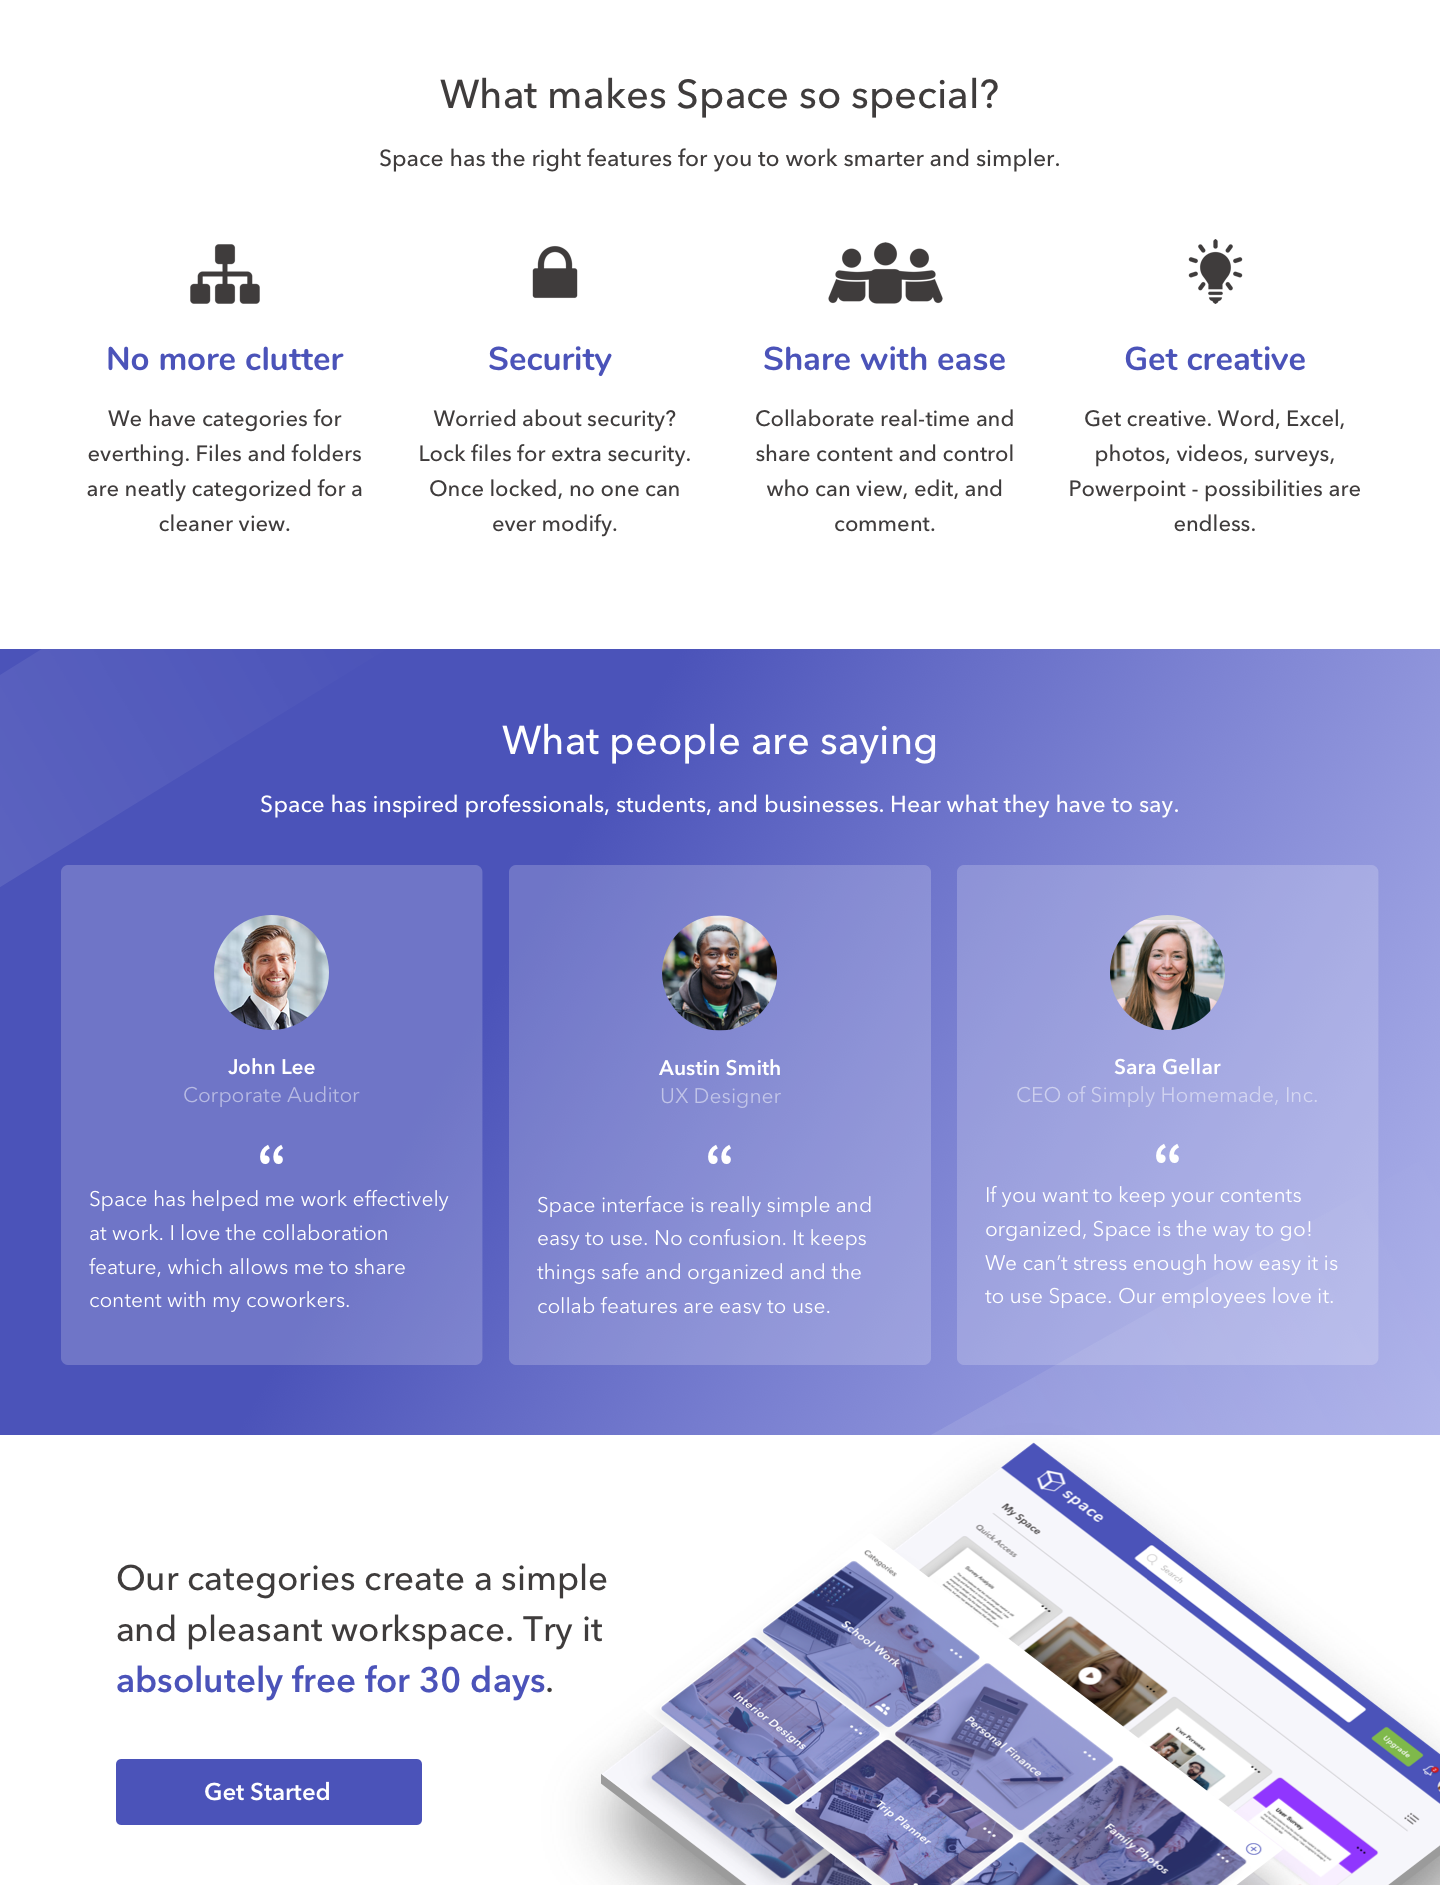 What makes Space so special?
Space has the right features for you to work smarter and simpler.
No more clutter
We have categories for
everthing. Files and folders
are neatly categorized for a
cleaner view.
Security
Worried about security?
Lock files for extra security.
Once locked, no one can
ever modify.
Share with ease
Collaborate real-time and
share content and control
who can view, edit, and
comment.
Get creative
Get creative. Word, Excel,
photos, videos, surveys,
Powerpoint - possibilities are
endless.
What people are saying
Space has inspired professionals, students, and businesses. Hear what they have to say.
John Lee
Corporate Auditor
“
Space has helped me work effectively
at work. I love the collaboration
feature, which allows me to share
content with my coworkers.
Austin Smith
UX Designer
“
Space interface is really simple and
easy to use. No confusion. It keeps
things safe and organized and the
collab features are easy to use.
Sara Gellar
CEO of Simply Homemade, Inc.
“
If you want to keep your contents
organized, Space is the way to go!
We can’t stress enough how easy it is
to use Space. Our employees love it.
Our categories create a simple
and pleasant workspace. Try it
absolutely free for 30 days.
Get Started
space
Search
Upgrade
My Space
Quick Access
Survey Analysis
User Personas
User Survey
Categories
School Work
Personal Finance
Family Photos
Interior Designs
Trip Planner